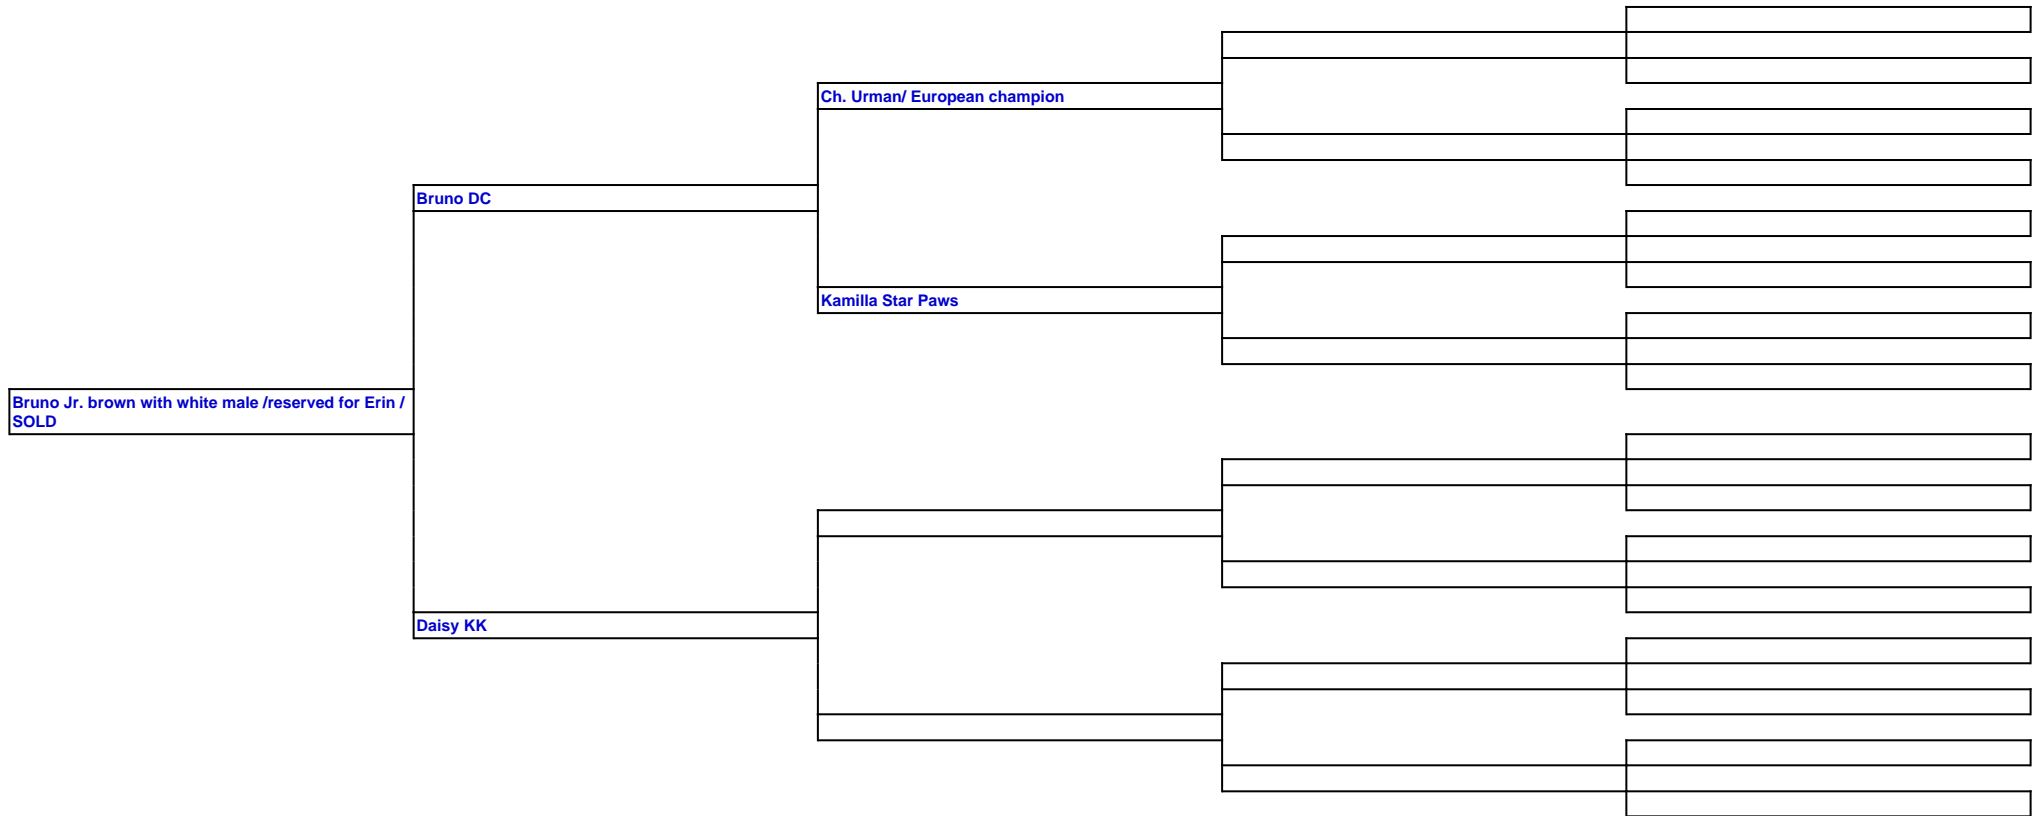 Ch. Urman/ European champion
Bruno DC
Kamilla Star Paws
Bruno Jr. brown with white male /reserved for Erin /
SOLD
Daisy KK